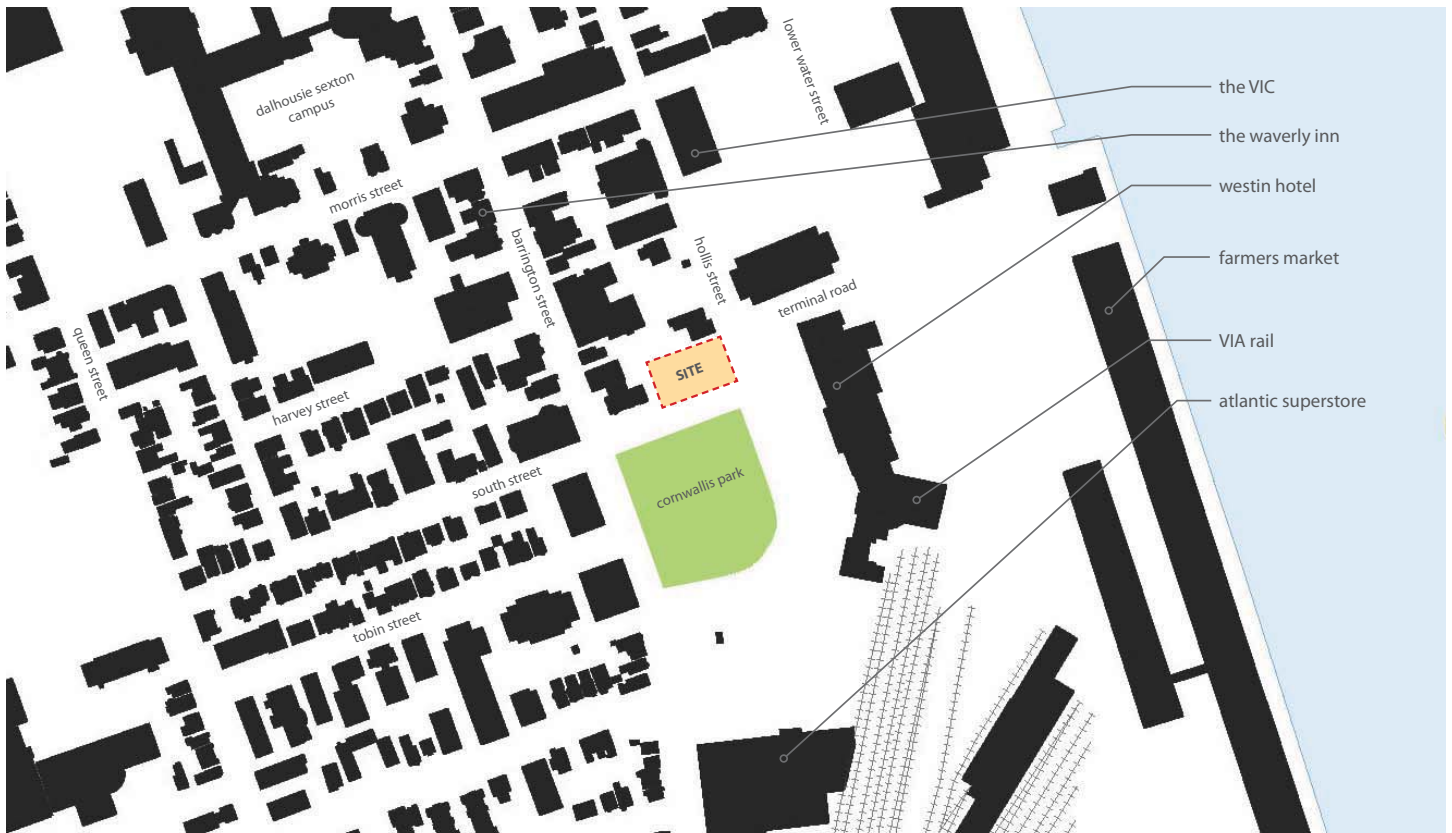 dalhousie sexton
campus
lower water street
the VIC
the waverly inn
westin hotel
farmers market
VIA rail
atlantic superstore
morris street
barrington street
hollis street
terminal road
queen street
SITE
harvey street
cornwallis park
south street
tobin street